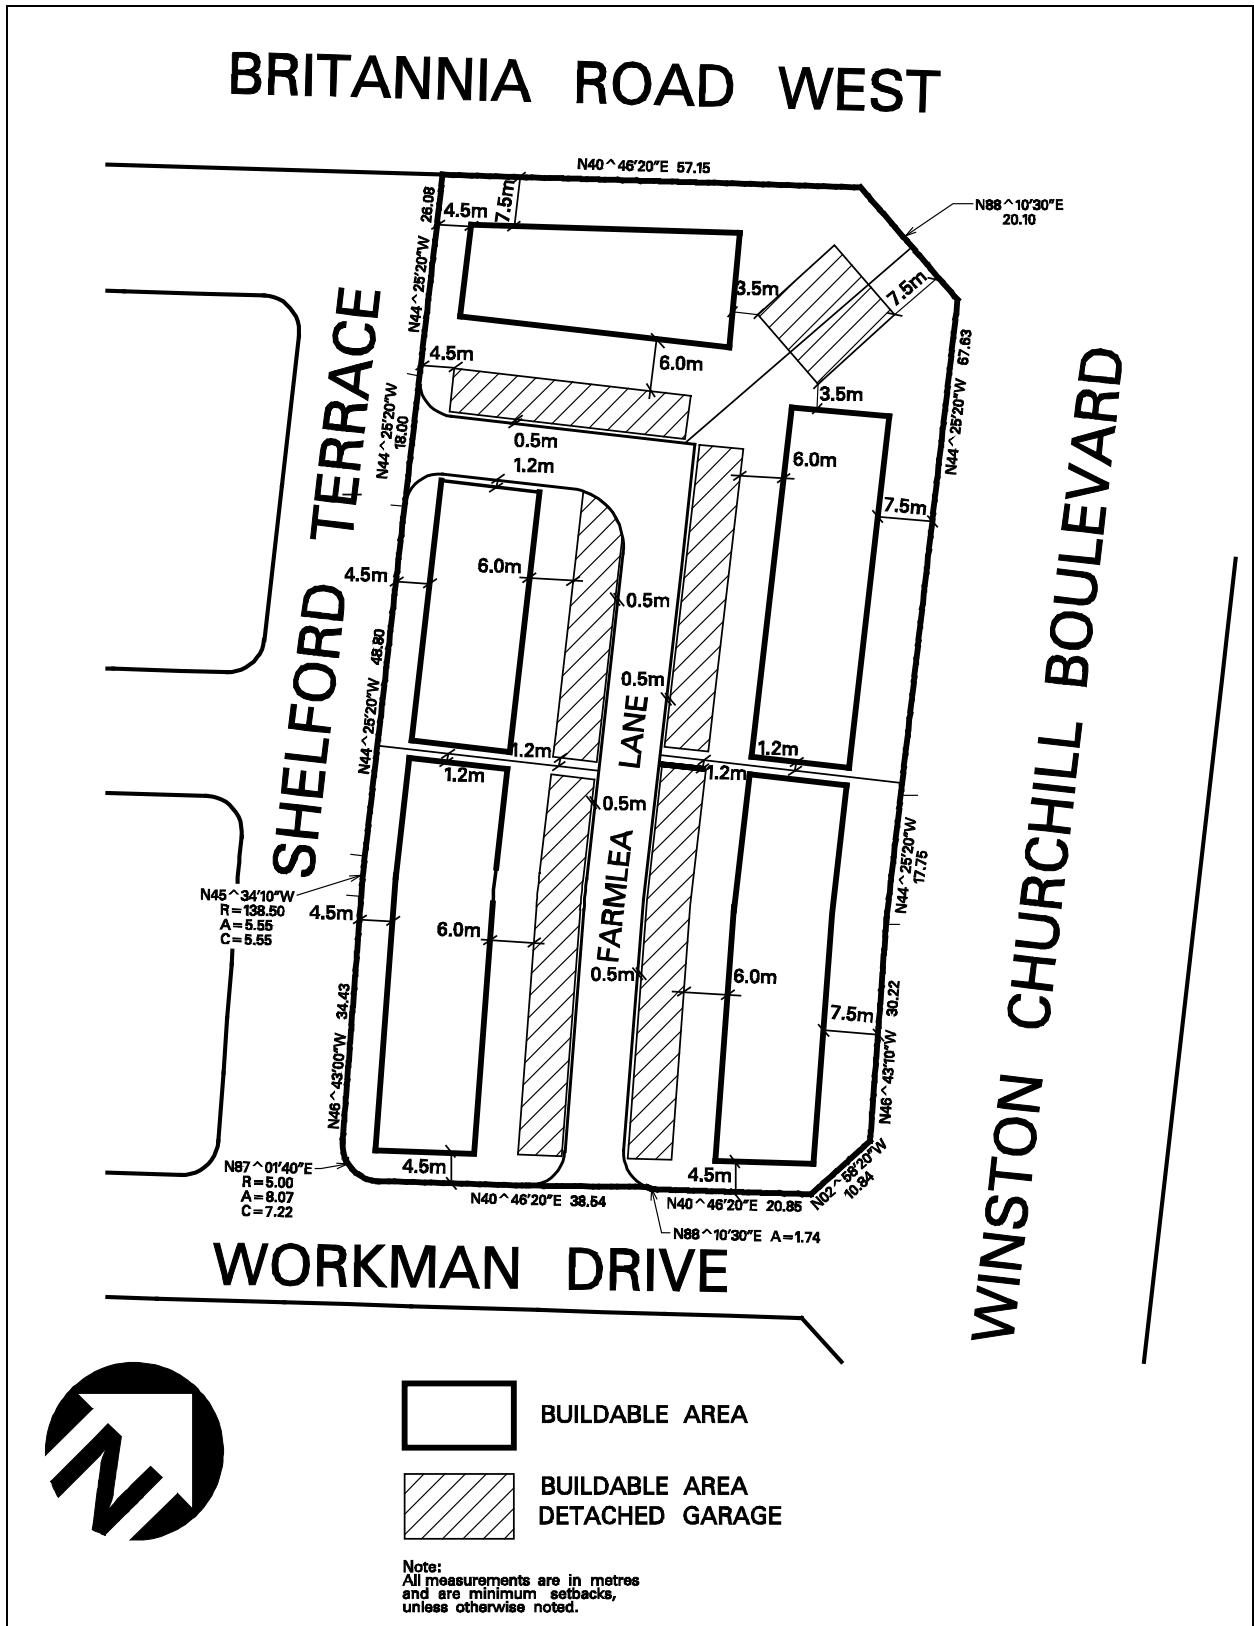 BRITANNIA ROAD WEST
N40^46'20"E 57.15
N88^10'30"E
20.10
26.08
N44^25'20"W
4.5m
7.5m
3.5m
7.5m
4.5m
6.0m
3.5m
N44^25'20"W 67.63
N44^25'20"W
18.00
0.5m
1.2m
6.0m
7.5m
SHELFORD TERRACE
4.5m
6.0m
0.5m
0.5m
N44^25'20"W 48.80
1.2m
1.2m
1.2m
1.2m
0.5m
FARMLEA LANE
N44^25'20"W
17.75
WINSTON CHURCHILL BOULEVARD
N45^34'10"W
R=138.50
A=5.55
C=5.55
4.5m
6.0m
0.5m
6.0m
7.5m
N46^43'00"W 34.43
N46^43'10"W 30.22
N87^01'40"E
R=5.00
A=8.07
C=7.22
4.5m
4.5m
N40^46'20"E 38.54
N40^46'20"E 20.85
N02^58'20"W
10.84
N88^10'30"E A=1.74
WORKMAN DRIVE
N
BUILDABLE AREA
BUILDABLE AREA
DETACHED GARAGE
Note:
All measurements are in metres
and are minimum setbacks,
unless otherwise noted.